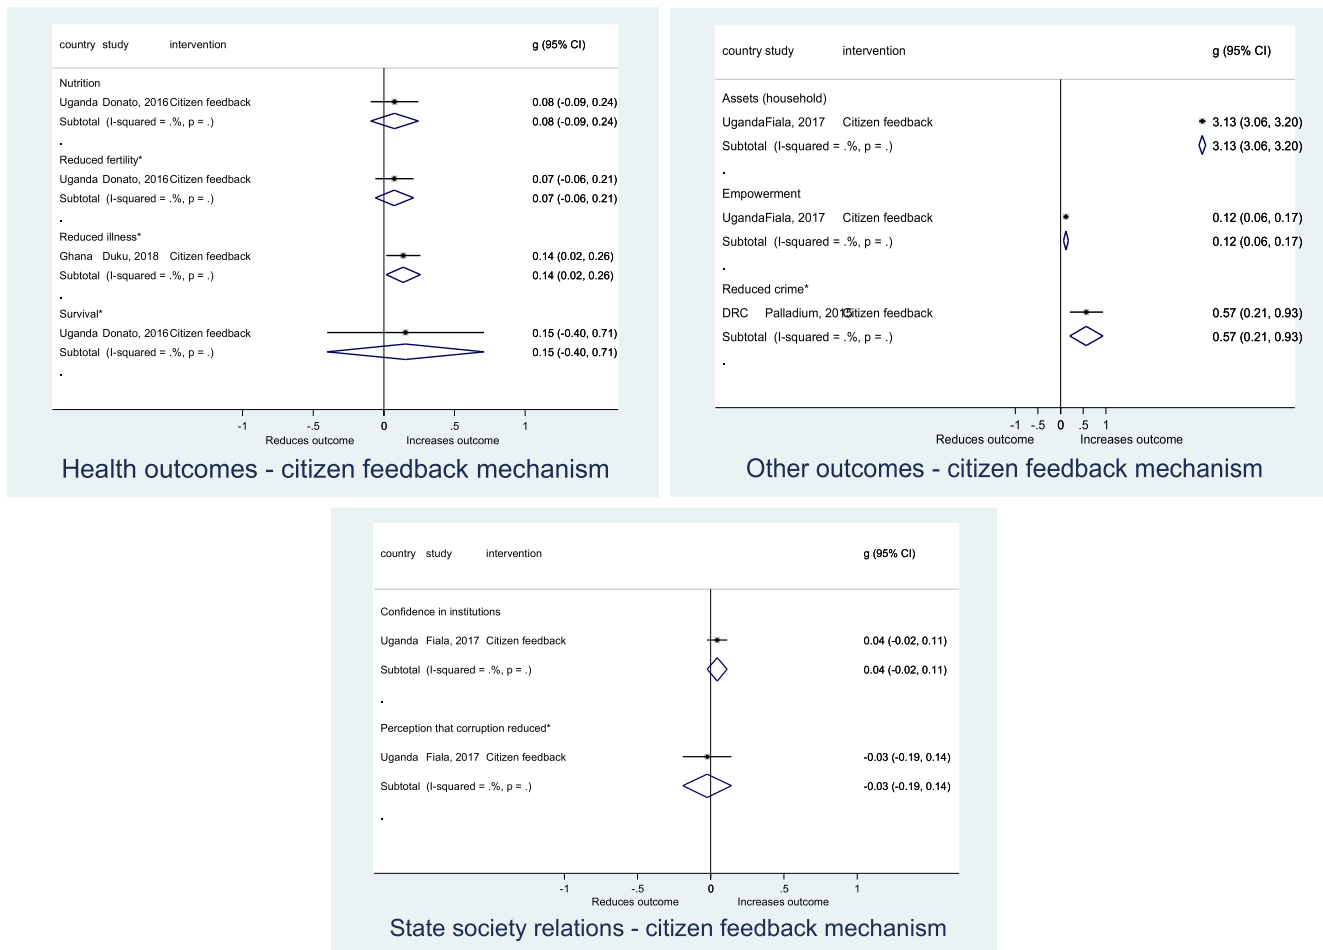 country study intervention g (95% CI)
Nutrition
Uganda Donato, 2016 Citizen feedback 0.08 (-0.09, 0.24)
Subtotal (I-squared = .%, p = .) 0.08 (-0.09, 0.24)
.
Reduced fertility*
Uganda Donato, 2016 Citizen feedback 0.07 (-0.06, 0.21)
Subtotal (I-squared = .%, p = .) 0.07 (-0.06, 0.21)
.
Reduced illness*
Ghana Duku, 2018 Citizen feedback 0.14 (0.02, 0.26)
Subtotal (I-squared = .%, p = .) 0.14 (0.02, 0.26)
.
Survival*
Uganda Donato, 2016 Citizen feedback 0.15 (-0.40, 0.71)
Subtotal (I-squared = .%, p = .) 0.15 (-0.40, 0.71)
.
-1 -.5 0 .5 1
Reduces outcome Increases outcome
Health outcomes - citizen feedback mechanism
country study intervention g (95% CI)
Assets (household)
Uganda Fiala, 2017 Citizen feedback 3.13 (3.06, 3.20)
Subtotal (I-squared = .%, p = .) 3.13 (3.06, 3.20)
.
Empowerment
Uganda Fiala, 2017 Citizen feedback 0.12 (0.06, 0.17)
Subtotal (I-squared = .%, p = .) 0.12 (0.06, 0.17)
.
Reduced crime*
DRC Palladium, 2015 Citizen feedback 0.57 (0.21, 0.93)
Subtotal (I-squared = .%, p = .) 0.57 (0.21, 0.93)
.
-1 -.5 0 .5 1
Reduces outcome Increases outcome
Other outcomes - citizen feedback mechanism
country study intervention g (95% CI)
Confidence in institutions
Uganda Fiala, 2017 Citizen feedback 0.04 (-0.02, 0.11)
Subtotal (I-squared = .%, p = .) 0.04 (-0.02, 0.11)
.
Perception that corruption reduced*
Uganda Fiala, 2017 Citizen feedback -0.03 (-0.19, 0.14)
Subtotal (I-squared = .%, p = .) -0.03 (-0.19, 0.14)
.
-1 -.5 0 .5 1
Reduces outcome Increases outcome
State society relations - citizen feedback mechanism